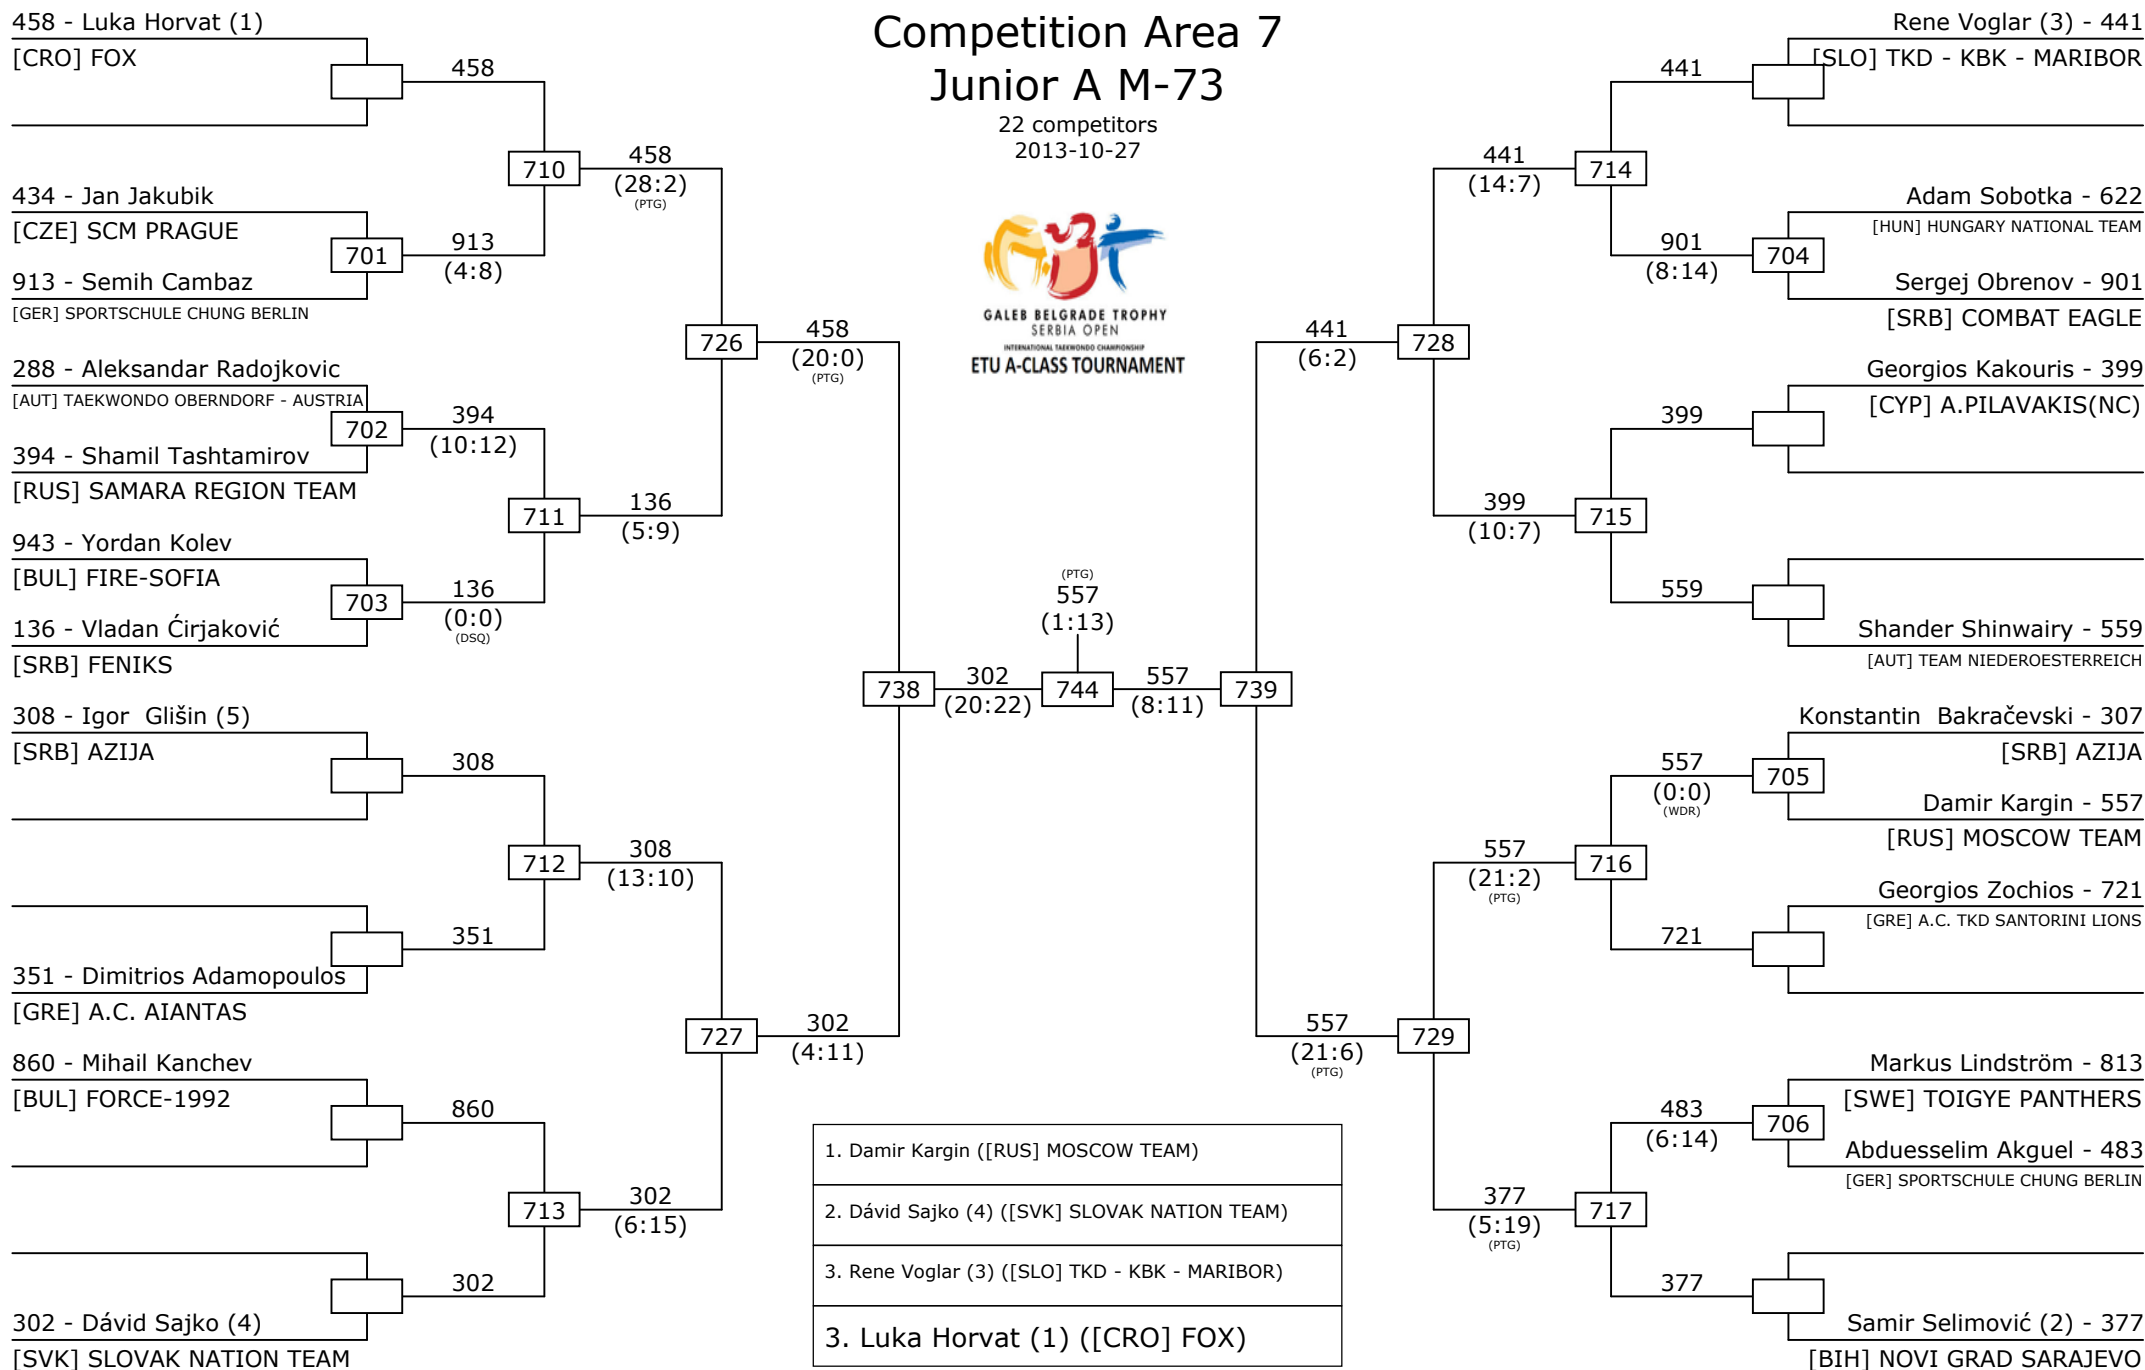 Competition Area 7
Junior A M-73
22 competitors
2013-10-27
GALEB BELGRADE TROPHY
SERBIA OPEN
INTERNATIONAL TAEKWONDO CHAMPIONSHIP
ETU A-CLASS TOURNAMENT
458 - Luka Horvat (1)
[CRO] FOX
434 - Jan Jakubik
[CZE] SCM PRAGUE
913 - Semih Cambaz
[GER] SPORTSCHULE CHUNG BERLIN
288 - Aleksandar Radojkovic
[AUT] TAEKWONDO OBERNDORF - AUSTRIA
394 - Shamil Tashtamirov
[RUS] SAMARA REGION TEAM
943 - Yordan Kolev
[BUL] FIRE-SOFIA
136 - Vladan Ćirjaković
[SRB] FENIKS
308 - Igor  Glišin (5)
[SRB] AZIJA
351 - Dimitrios Adamopoulos
[GRE] A.C. AIANTAS
860 - Mihail Kanchev
[BUL] FORCE-1992
302 - Dávid Sajko (4)
[SVK] SLOVAK NATION TEAM
701
702
703
458
913
(4:8)
394
(10:12)
136
(0:0)
(DSQ)
308
351
860
302
710
711
712
713
458
(28:2)
(PTG)
136
(5:9)
308
(13:10)
302
(6:15)
726
727
458
(20:0)
(PTG)
302
(4:11)
738
302
(20:22)
(PTG)
557
(1:13)
744
557
(8:11)
739
441
(6:2)
557
(21:6)
(PTG)
728
729
441
(14:7)
399
(10:7)
557
(21:2)
(PTG)
377
(5:19)
(PTG)
714
715
716
717
441
901
(8:14)
399
559
557
(0:0)
(WDR)
721
483
(6:14)
377
704
705
706
Rene Voglar (3) - 441
[SLO] TKD - KBK - MARIBOR
Adam Sobotka - 622
[HUN] HUNGARY NATIONAL TEAM
Sergej Obrenov - 901
[SRB] COMBAT EAGLE
Georgios Kakouris - 399
[CYP] A.PILAVAKIS(NC)
Shander Shinwairy - 559
[AUT] TEAM NIEDEROESTERREICH
Konstantin  Bakračevski - 307
[SRB] AZIJA
Damir Kargin - 557
[RUS] MOSCOW TEAM
Georgios Zochios - 721
[GRE] A.C. TKD SANTORINI LIONS
Markus Lindström - 813
[SWE] TOIGYE PANTHERS
Abduesselim Akguel - 483
[GER] SPORTSCHULE CHUNG BERLIN
Samir Selimović (2) - 377
[BIH] NOVI GRAD SARAJEVO
1. Damir Kargin ([RUS] MOSCOW TEAM)
2. Dávid Sajko (4) ([SVK] SLOVAK NATION TEAM)
3. Rene Voglar (3) ([SLO] TKD - KBK - MARIBOR)
3. Luka Horvat (1) ([CRO] FOX)